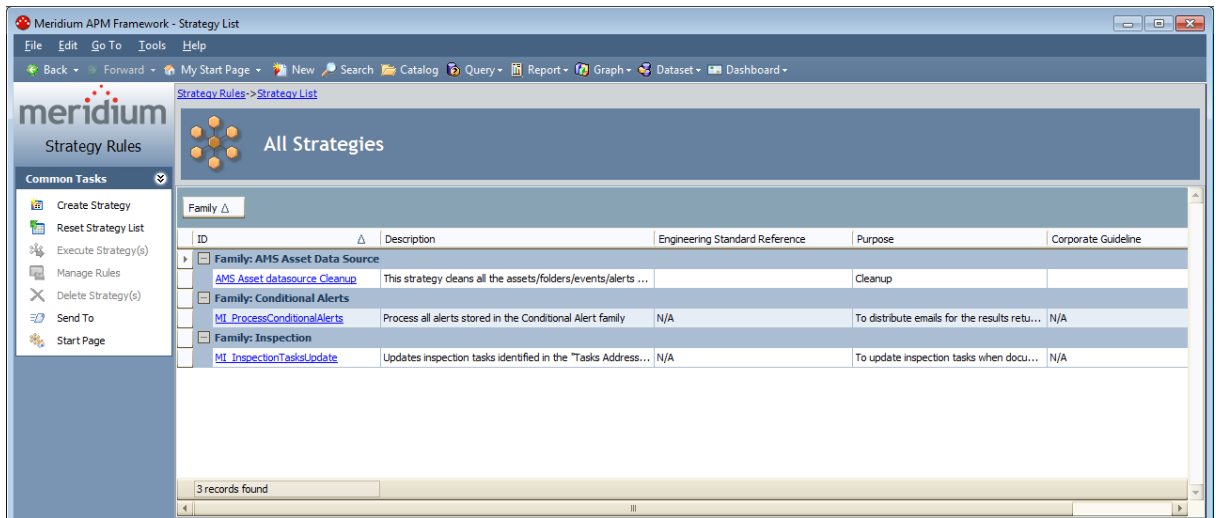 Meridium APM Framework - Strategy List
File Edit Go To Tools Help
Back Forward My Start Page New Search Catalog Query Report Graph Dataset Dashboard
meridium
Strategy Rules
Common Tasks
Create Strategy
Reset Strategy List
Execute Strategy(s)
Manage Rules
Delete Strategy(s)
Send To
Start Page
Strategy Rules->Strategy List
All Strategies
Family
ID Description Engineering Standard Reference Purpose Corporate Guideline
Family: AMS Asset Data Source
AMS Asset datasource Cleanup This strategy cleans all the assets/folders/events/alerts ... Cleanup
Family: Conditional Alerts
MI_ProcessConditionalAlerts Process all alerts stored in the Conditional Alert family N/A To distribute emails for the results retu... N/A
Family: Inspection
MI_InspectionTasksUpdate Updates inspection tasks identified in the "Tasks Address... N/A To update inspection tasks when docu... N/A
3 records found